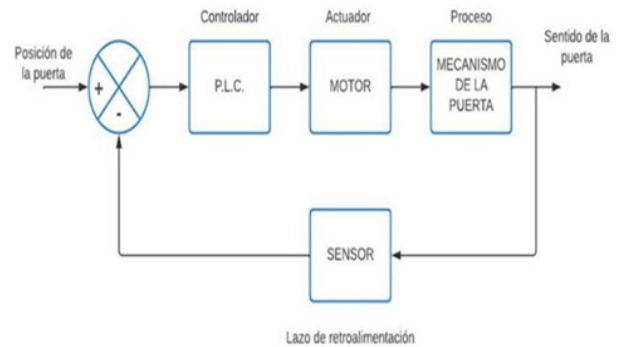 Controlador
Actuador
Proceso
Sentido de la
puerta
Posición de
la puerta
+
-
P.L.C.
MOTOR
MECANISMO
DE LA
PUERTA
SENSOR
Lazo de retroalimentación